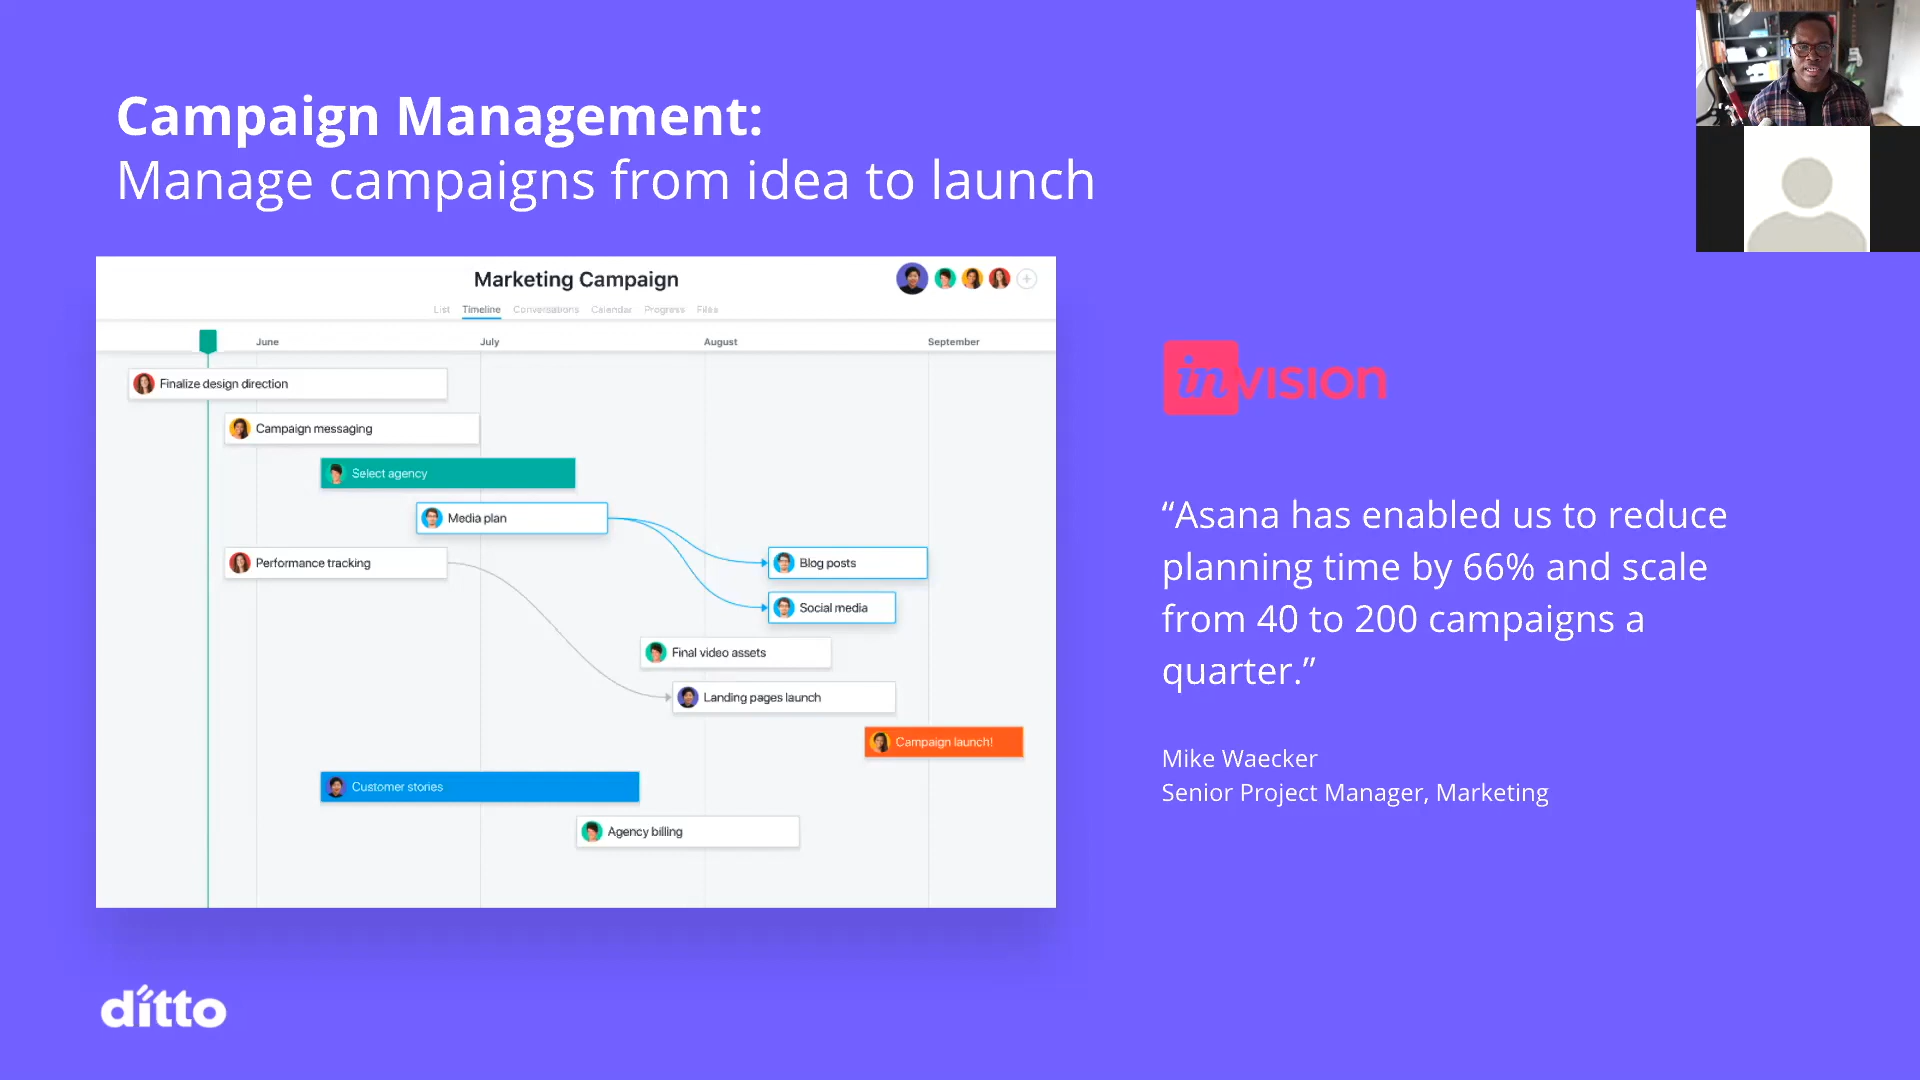 Campaign Management:
Manage campaigns from idea to launch
Marketing Campaign
List Timeline Conversations Calendar Progress Files
June July August September
Finalize design direction
Campaign messaging
Select agency
Media plan
Performance tracking
Blog posts
Social media
Final video assets
Landing pages launch
Campaign launch!
Customer stories
Agency billing
invision
“Asana has enabled us to reduce
planning time by 66% and scale
from 40 to 200 campaigns a
quarter.”
Mike Waecker
Senior Project Manager, Marketing
ditto